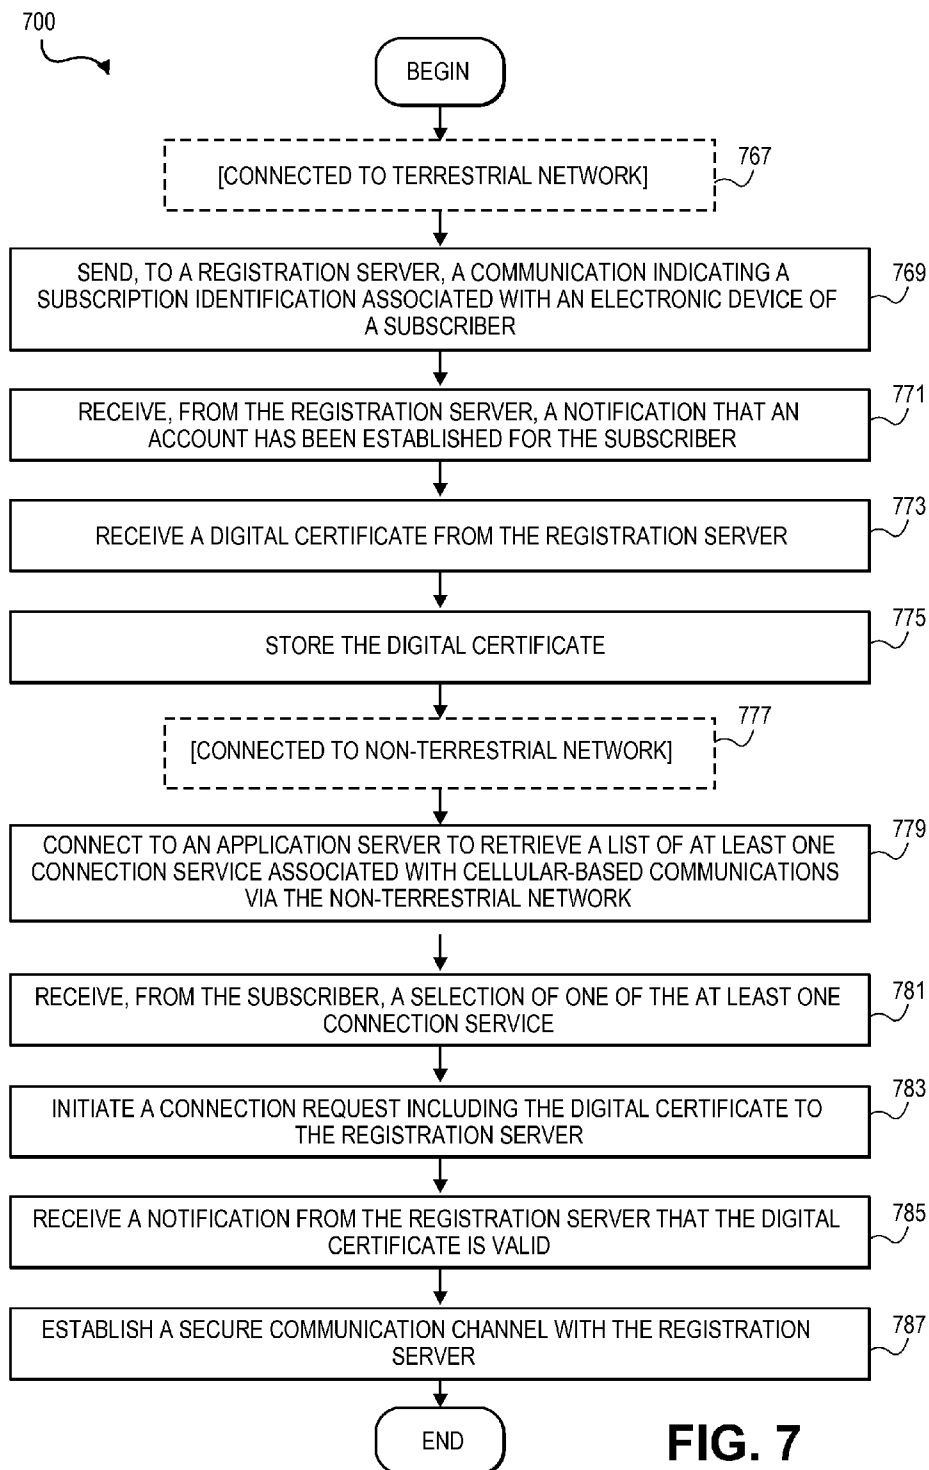 700
BEGIN
[CONNECTED TO TERRESTRIAL NETWORK]
767
SEND, TO A REGISTRATION SERVER, A COMMUNICATION INDICATING A
SUBSCRIPTION IDENTIFICATION ASSOCIATED WITH AN ELECTRONIC DEVICE OF
A SUBSCRIBER
769
RECEIVE, FROM THE REGISTRATION SERVER, A NOTIFICATION THAT AN
ACCOUNT HAS BEEN ESTABLISHED FOR THE SUBSCRIBER
771
RECEIVE A DIGITAL CERTIFICATE FROM THE REGISTRATION SERVER
773
STORE THE DIGITAL CERTIFICATE
775
[CONNECTED TO NON-TERRESTRIAL NETWORK]
777
CONNECT TO AN APPLICATION SERVER TO RETRIEVE A LIST OF AT LEAST ONE
CONNECTION SERVICE ASSOCIATED WITH CELLULAR-BASED COMMUNICATIONS
VIA THE NON-TERRESTRIAL NETWORK
779
RECEIVE, FROM THE SUBSCRIBER, A SELECTION OF ONE OF THE AT LEAST ONE
CONNECTION SERVICE
781
INITIATE A CONNECTION REQUEST INCLUDING THE DIGITAL CERTIFICATE TO
THE REGISTRATION SERVER
783
RECEIVE A NOTIFICATION FROM THE REGISTRATION SERVER THAT THE DIGITAL
CERTIFICATE IS VALID
785
ESTABLISH A SECURE COMMUNICATION CHANNEL WITH THE REGISTRATION
SERVER
787
END
FIG. 7